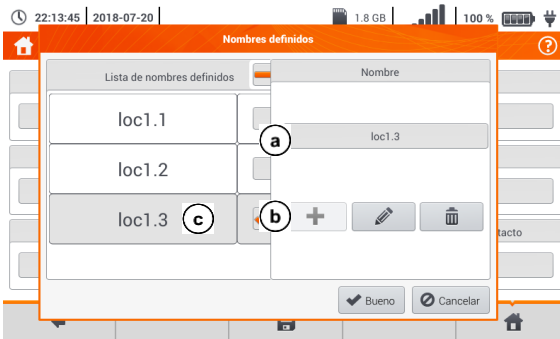 22:13:45 2018-07-20 1.8 GB 100 %
Nombres definidos
?
Lista de nombres definidos Nombre
loc1.1
a loc1.3
loc1.2
loc1.3 c b
tacto
Bueno Cancelar